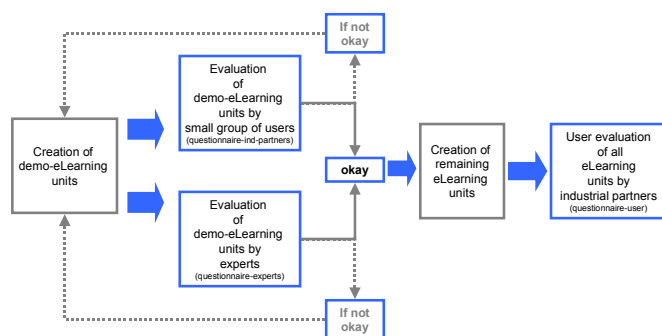 If not
okay
Evaluation
of
demo-eLearning
units by
small group of users
(questionnaire-ind-partners)
Creation of
demo-eLearning
units
okay
Creation of
remaining
eLearning
units
User evaluation
of all
eLearning
units by
industrial partners
(questionnaire-user)
Evaluation
of
demo-eLearning
units by
experts
(questionnaire-experts)
If not
okay